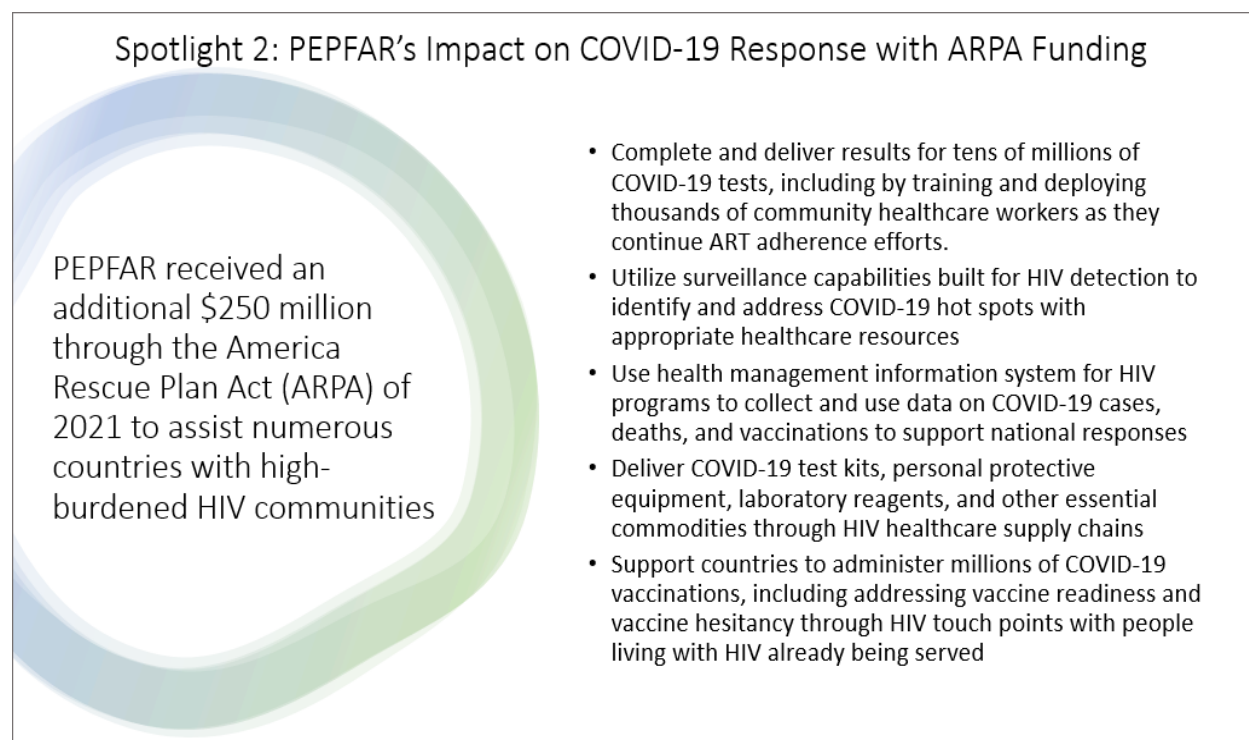 Spotlight 2: PEPFAR's Impact on COVID-19 Response with ARPA Funding
PEPFAR received an
additional $250 million
through the America
Rescue Plan Act (ARPA) of
2021 to assist numerous
countries with high-
burdened HIV communities
• Complete and deliver results for tens of millions of
COVID-19 tests, including by training and deploying
thousands of community healthcare workers as they
continue ART adherence efforts.
• Utilize surveillance capabilities built for HIV detection to
identify and address COVID-19 hot spots with
appropriate healthcare resources
• Use health management information system for HIV
programs to collect and use data on COVID-19 cases,
deaths, and vaccinations to support national responses
• Deliver COVID-19 test kits, personal protective
equipment, laboratory reagents, and other essential
commodities through HIV healthcare supply chains
• Support countries to administer millions of COVID-19
vaccinations, including addressing vaccine readiness and
vaccine hesitancy through HIV touch points with people
living with HIV already being served